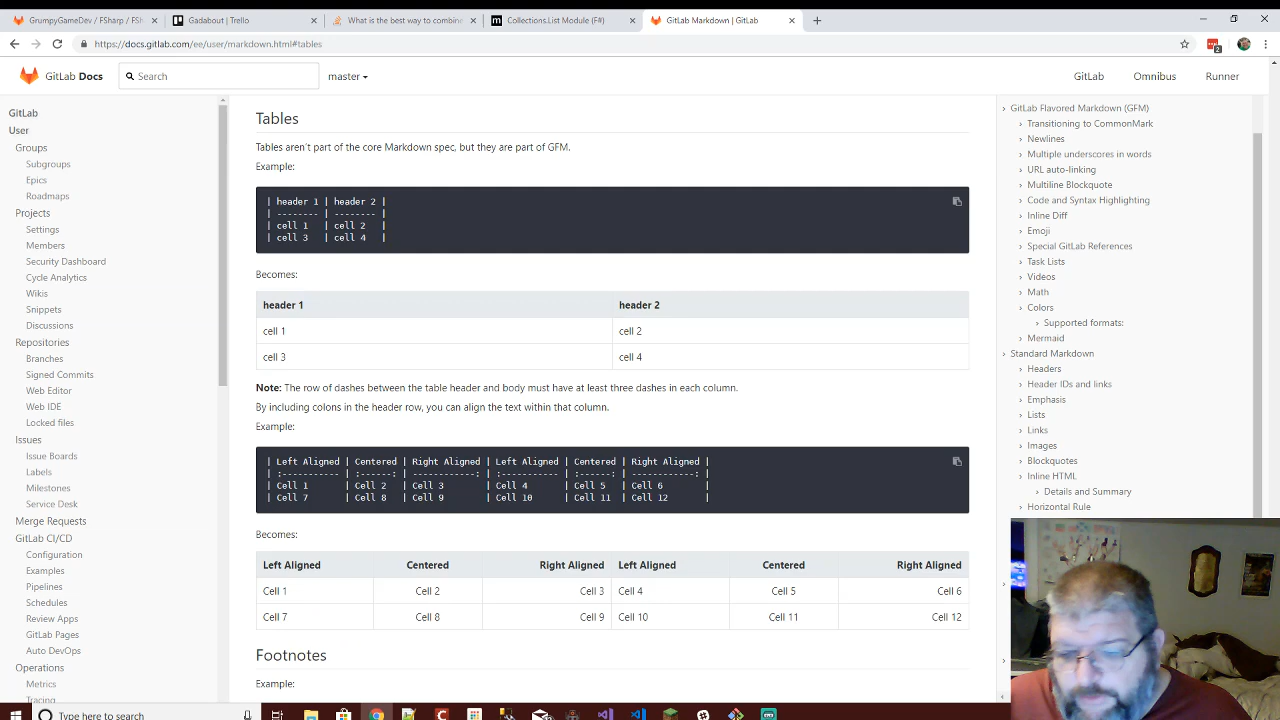 GrumpyGameDev / FSharp / FSh
Gadabout | Trello
What is the best way to combine
Collections.List Module (F#)
GitLab Markdown | GitLab
https://docs.gitlab.com/ee/user/markdown.html#tables
2
GitLab Docs
Search
master
GitLab
Omnibus
Runner
GitLab
User
Groups
Subgroups
Epics
Roadmaps
Projects
Settings
Members
Security Dashboard
Cycle Analytics
Wikis
Snippets
Discussions
Repositories
Branches
Signed Commits
Web Editor
Web IDE
Locked files
Issues
Issue Boards
Labels
Milestones
Service Desk
Merge Requests
GitLab CI/CD
Configuration
Examples
Pipelines
Schedules
Review Apps
GitLab Pages
Auto DevOps
Operations
Metrics
Tracing
Tables
Tables aren't part of the core Markdown spec, but they are part of GFM.
Example:
| header 1 | header 2 |
| -------- | -------- |
| cell 1   | cell 2   |
| cell 3   | cell 4   |
Becomes:
header 1 header 2
cell 1 cell 2
cell 3 cell 4
Note: The row of dashes between the table header and body must have at least three dashes in each column.
By including colons in the header row, you can align the text within that column.
Example:
| Left Aligned | Centered | Right Aligned | Left Aligned | Centered | Right Aligned |
| :----------- | :------: | ------------: | :----------- | :------: | ------------: |
| Cell 1       | Cell 2   | Cell 3        | Cell 4       | Cell 5   | Cell 6        |
| Cell 7       | Cell 8   | Cell 9        | Cell 10      | Cell 11  | Cell 12       |
Becomes:
Left Aligned Centered Right Aligned Left Aligned Centered Right Aligned
Cell 1 Cell 2 Cell 3 Cell 4 Cell 5 Cell 6
Cell 7 Cell 8 Cell 9 Cell 10 Cell 11 Cell 12
Footnotes
Example:
GitLab Flavored Markdown (GFM)
Transitioning to CommonMark
Newlines
Multiple underscores in words
URL auto-linking
Multiline Blockquote
Code and Syntax Highlighting
Inline Diff
Emoji
Special GitLab References
Task Lists
Videos
Math
Colors
Supported formats:
Mermaid
Standard Markdown
Headers
Header IDs and links
Emphasis
Lists
Links
Images
Blockquotes
Inline HTML
Details and Summary
Horizontal Rule
Type here to search